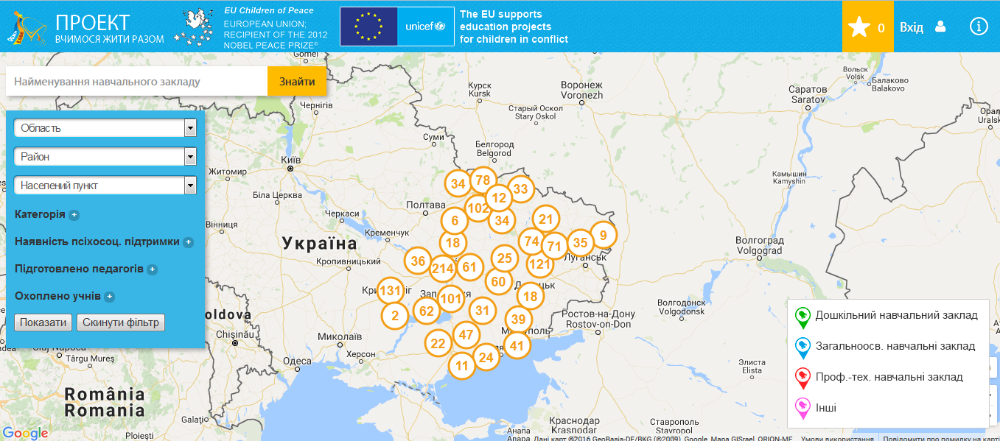 ПРОЕКТ
ВЧИМОСЯ ЖИТИ РАЗОМ
EU Children of Peace
EUROPEAN UNION;
RECIPIENT OF THE 2012
NOBEL PEACE PRIZE®
unicef
The EU supports
education projects
for children in conflict
0
Вхід
i
Найменування навчального закладу
Знайти
Область
Район
Населений пункт
Категорія +
Наявність псіхосоц. підтримки +
Підготовлено педагогів +
Охоплено учнів +
Показати
Скинути фільтр
Gomel
Чернігів
Курск
Kursk
Воронеж
Voronezh
Старый Оскол
Stary Oskol
Вольск
Volsk
Балаково
Balakovo
Саратов
Saratov
Суми
Белгород
Belgorod
Київ
Житомир
Біла Церква
Камышин
Kamyshin
Полтава
Черкаси
Вінниця
Кременчук
Україна
Кропивницький
Волгоград
Volgograd
Луганськ
34
78
33
12
102
34
6
21
18
74
71
35
9
36
214
61
25
121
60
131
101
18
2
62
31
39
47
22
41
24
11
Волгодонск
Volgodonsk
Ростов-на-Дону
Rostov-on-Don
oldova
Chișinău
Миколаїв
Херсон
Одеса
Элиста
Elista
Târgu Mureș
România
Romania
Galați
Ploiești
Краснодар
Krasnodar
Ставрополь
Stavropol
Анапа
Дошкільний навчальний заклад
Загальноосв. навчальні заклад
Проф.-тех. навчальні заклад
Інші
Google
Дані карт ©2016 GeoBasis-DE/BKG (©2009), Google, Mapa GISrael, ORION-ME
Умови використання
Повідомити про помилку на карті